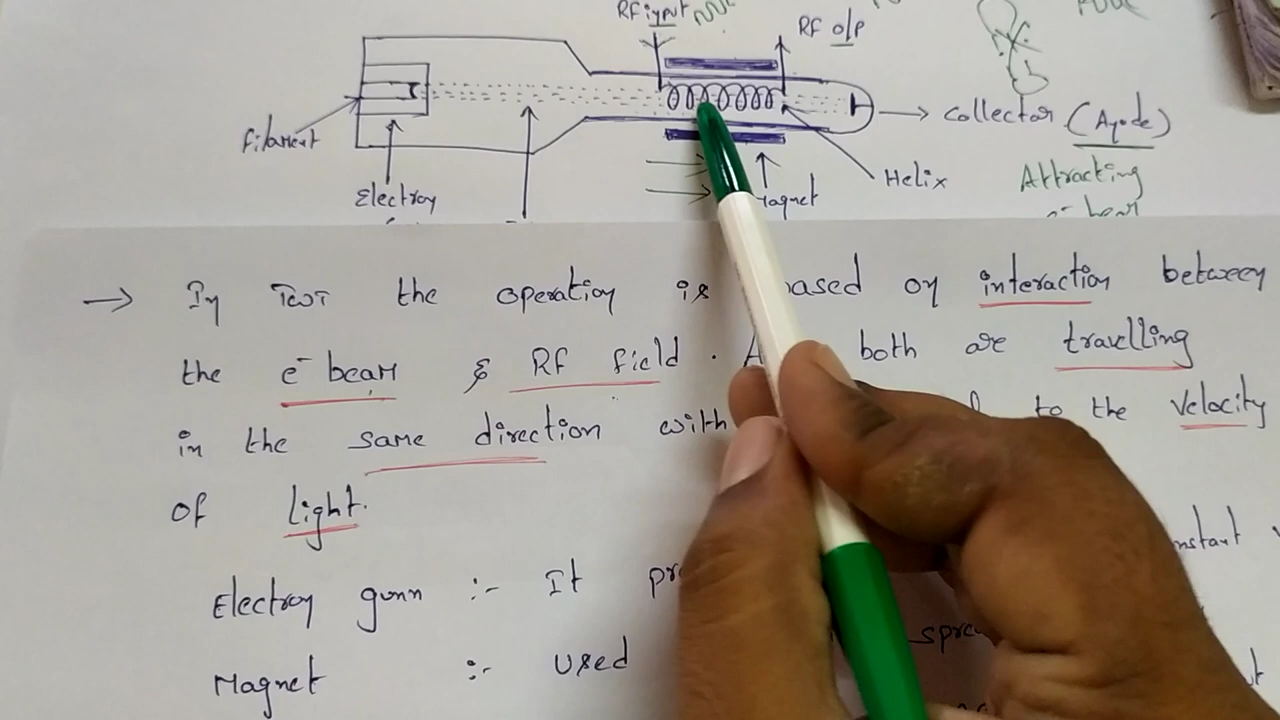 RF input
RF o/p
Filament
Electron
Magnet
Helix
Collector (Anode)
Attracting
→ In TWT the operation is based on interaction between
the e⁻ beam & RF field. both are travelling
in the same direction with to the velocity
of light.
Electron gunn :- It
Magnet :- used